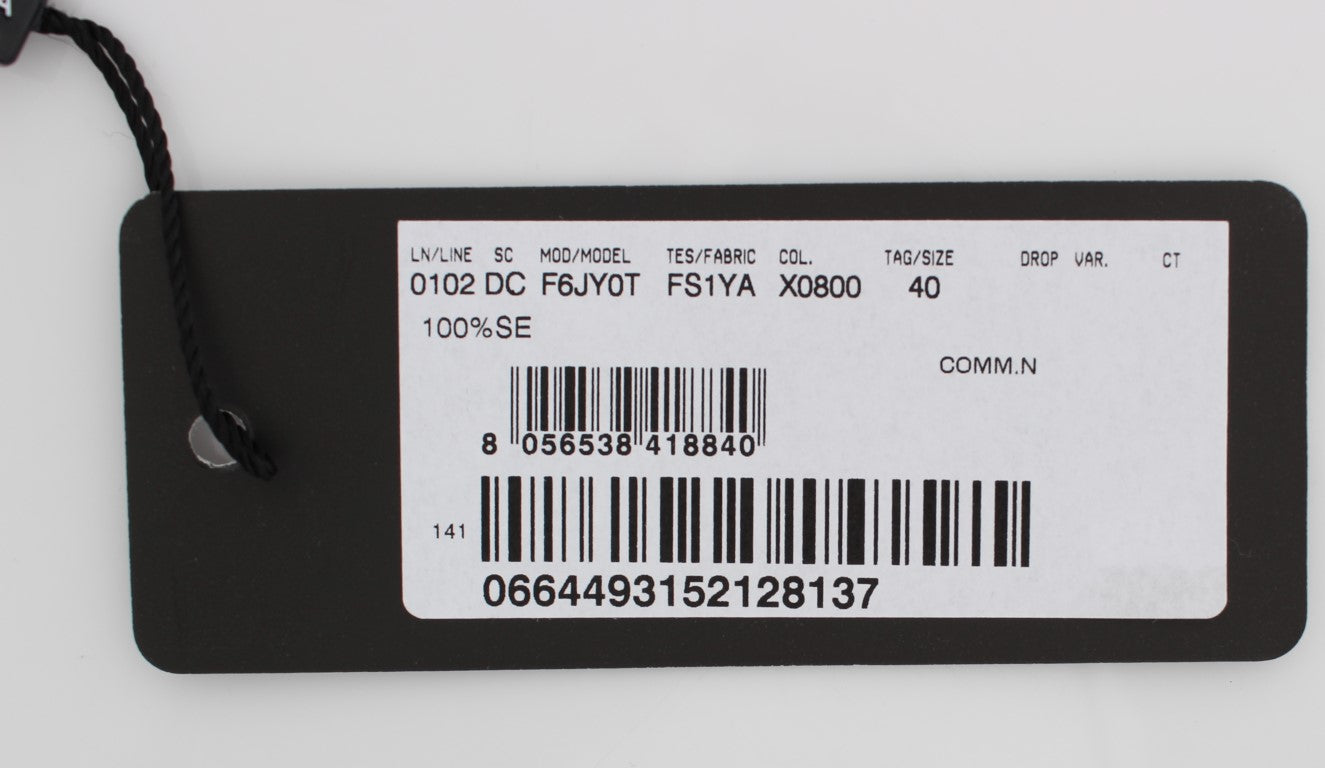 LN/LINE SC MOD/MODEL TES/FABRIC COL. TAG/SIZE DROP VAR. CT
0102 DC F6JY0T FS1YA X0800 40
100%SE
COMM.N
8 056538 418840
141
0664493152128137